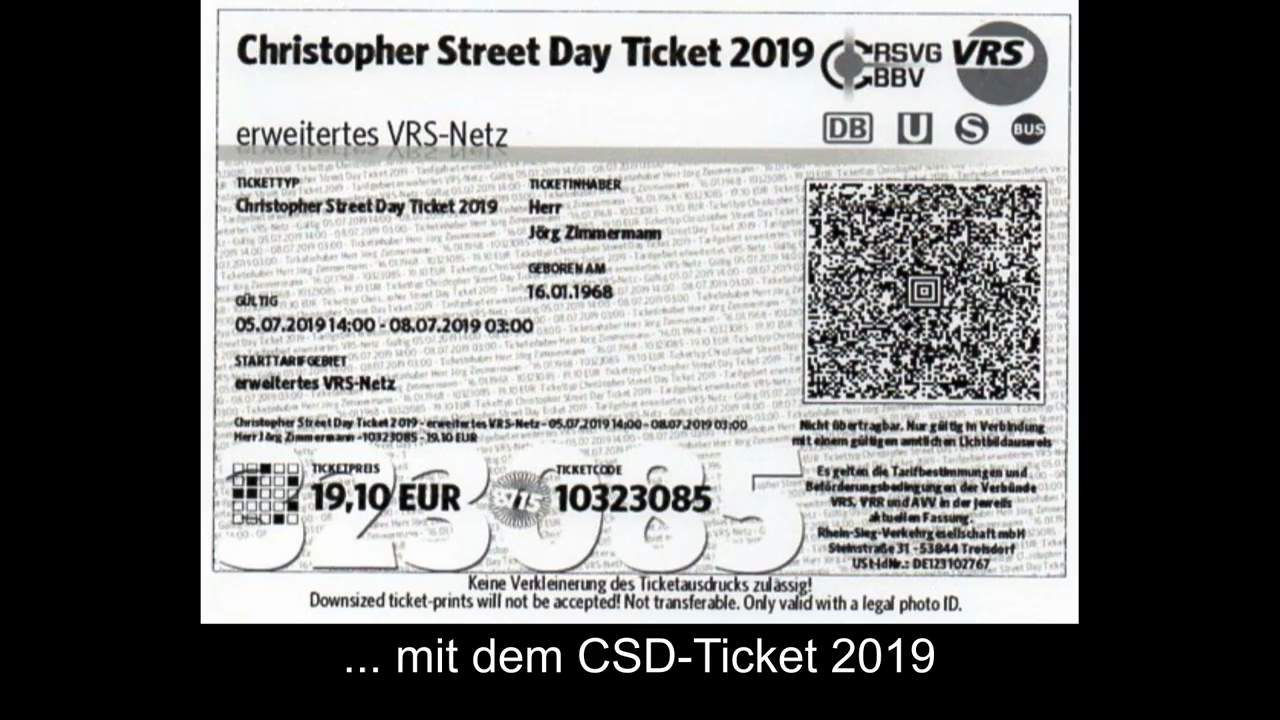 Christopher Street Day Ticket 2019
RSVG
BBV
VRS
erweitertes VRS-Netz
DB
U
S
BUS
TICKETTYP
Christopher Street Day Ticket 2019
TICKETINHABER
Herr
Jörg Zimmermann
GEBOREN AM
16.01.1968
GÜLTIG
05.07.2019 14:00 - 08.07.2019 03:00
STARTTARIFGEBIET
erweitertes VRS-Netz
Christopher Street Day Ticket 2019 - erweitertes VRS-Netz - 05.07.2019 14:00 - 08.07.2019 03:00
Herr Jörg Zimmermann - 10323085 - 19.10 EUR
TICKETPREIS
19,10 EUR
TICKETCODE
10323085
Nicht übertragbar. Nur gültig in Verbindung
mit einem gültigen amtlichen Lichtbildausweis
Es gelten die Tarifbestimmungen und
Beförderungsbedingungen der Verbünde
VRS, VRR und AVV in der jeweils
aktuellen Fassung.
Rhein-Sieg-Verkehrgesellschaft mbH
Steinstraße 31 - 53844 Troisdorf
USt-IdNr.: DE123102767
Keine Verkleinerung des Ticketausdrucks zulässig!
Downsized ticket-prints will not be accepted! Not transferable. Only valid with a legal photo ID.
... mit dem CSD-Ticket 2019